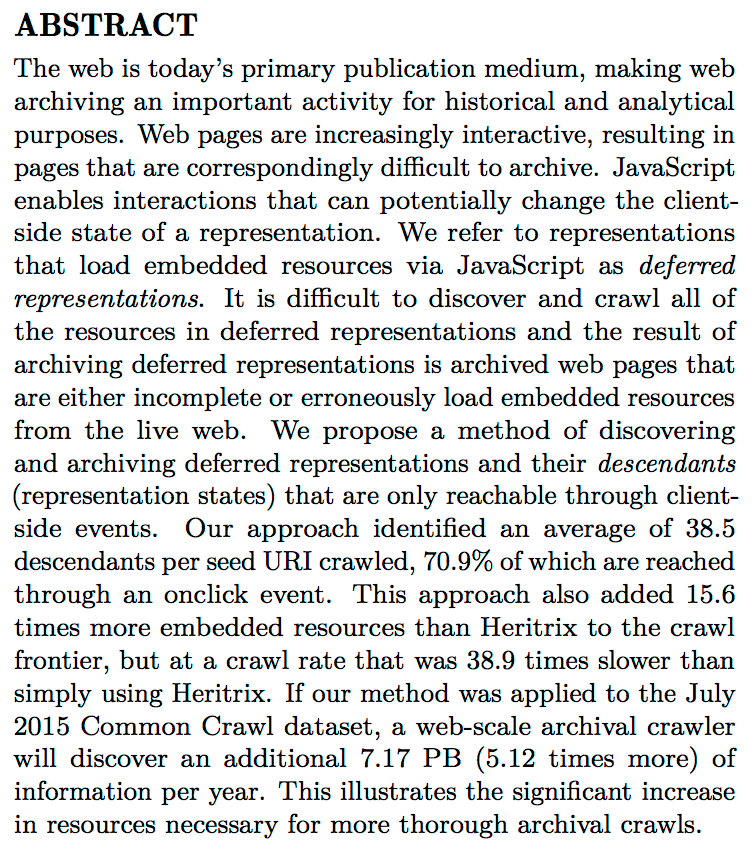 ABSTRACT
The web is today's primary publication medium, making web
archiving an important activity for historical and analytical
purposes. Web pages are increasingly interactive, resulting in
pages that are correspondingly difficult to archive. JavaScript
enables interactions that can potentially change the client-
side state of a representation. We refer to representations
that load embedded resources via JavaScript as deferred
representations. It is difficult to discover and crawl all of
the resources in deferred representations and the result of
archiving deferred representations is archived web pages that
are either incomplete or erroneously load embedded resources
from the live web. We propose a method of discovering
and archiving deferred representations and their descendants
(representation states) that are only reachable through client-
side events. Our approach identified an average of 38.5
descendants per seed URI crawled, 70.9% of which are reached
through an onclick event. This approach also added 15.6
times more embedded resources than Heritrix to the crawl
frontier, but at a crawl rate that was 38.9 times slower than
simply using Heritrix. If our method was applied to the July
2015 Common Crawl dataset, a web-scale archival crawler
will discover an additional 7.17 PB (5.12 times more) of
information per year. This illustrates the significant increase
in resources necessary for more thorough archival crawls.